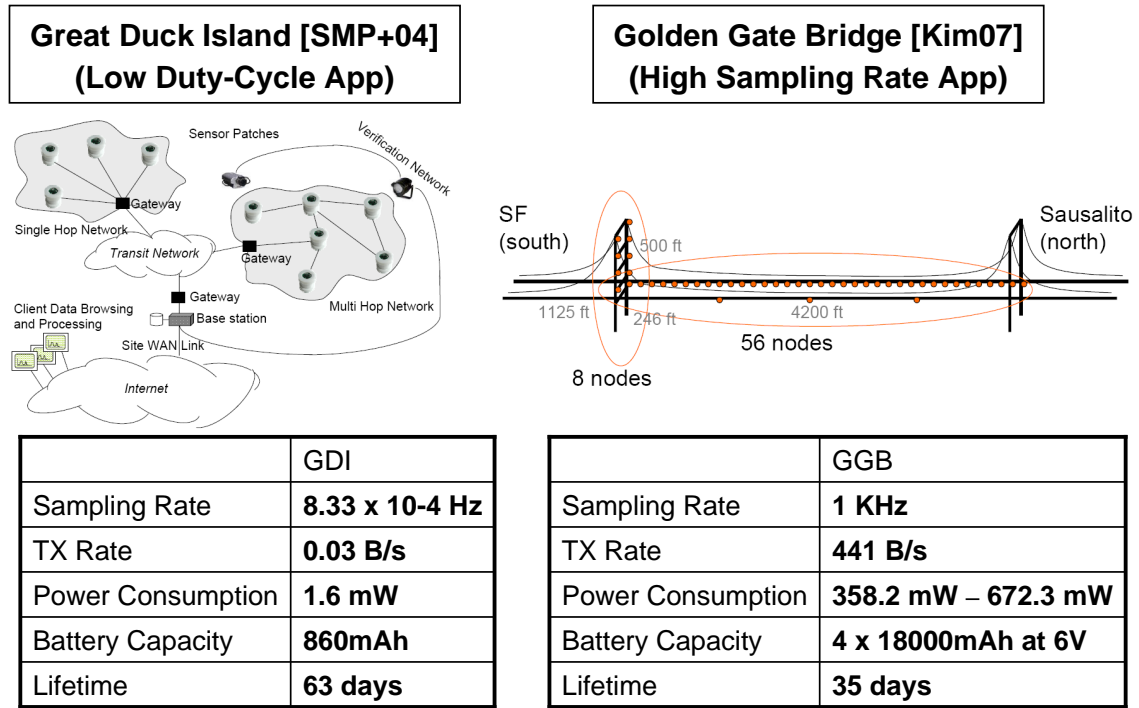 Great Duck Island [SMP+04]
(Low Duty-Cycle App)
Golden Gate Bridge [Kim07]
(High Sampling Rate App)
Sensor Patches
Verification Network
Gateway
Single Hop Network
Transit Network
Gateway
Gateway
Multi Hop Network
Client Data Browsing
and Processing
Base station
Site WAN Link
Internet
SF
(south)
Sausalito
(north)
500 ft
1125 ft
246 ft
4200 ft
56 nodes
8 nodes
GDI
Sampling Rate 8.33 x 10-4 Hz
TX Rate 0.03 B/s
Power Consumption 1.6 mW
Battery Capacity 860mAh
Lifetime 63 days
GGB
Sampling Rate 1 KHz
TX Rate 441 B/s
Power Consumption 358.2 mW – 672.3 mW
Battery Capacity 4 x 18000mAh at 6V
Lifetime 35 days